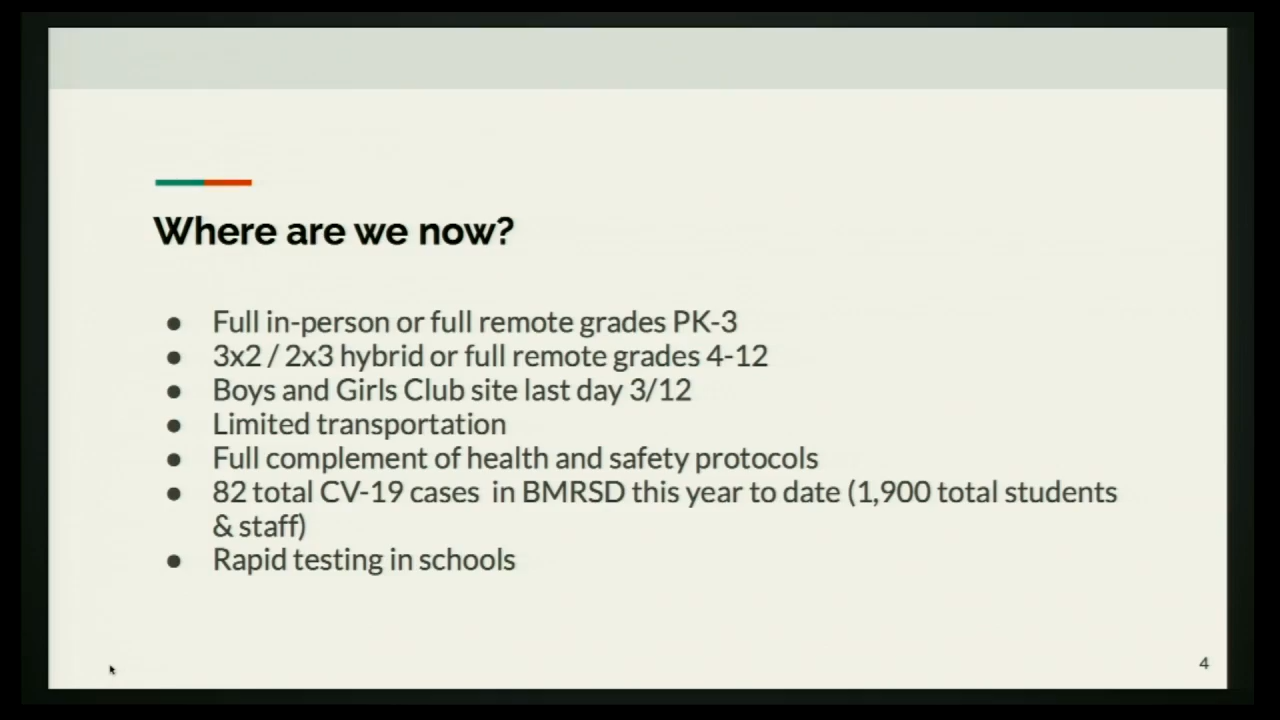 Where are we now?
● Full in-person or full remote grades PK-3
● 3x2 / 2x3 hybrid or full remote grades 4-12
● Boys and Girls Club site last day 3/12
● Limited transportation
● Full complement of health and safety protocols
● 82 total CV-19 cases in BMRSD this year to date (1,900 total students
& staff)
● Rapid testing in schools
4